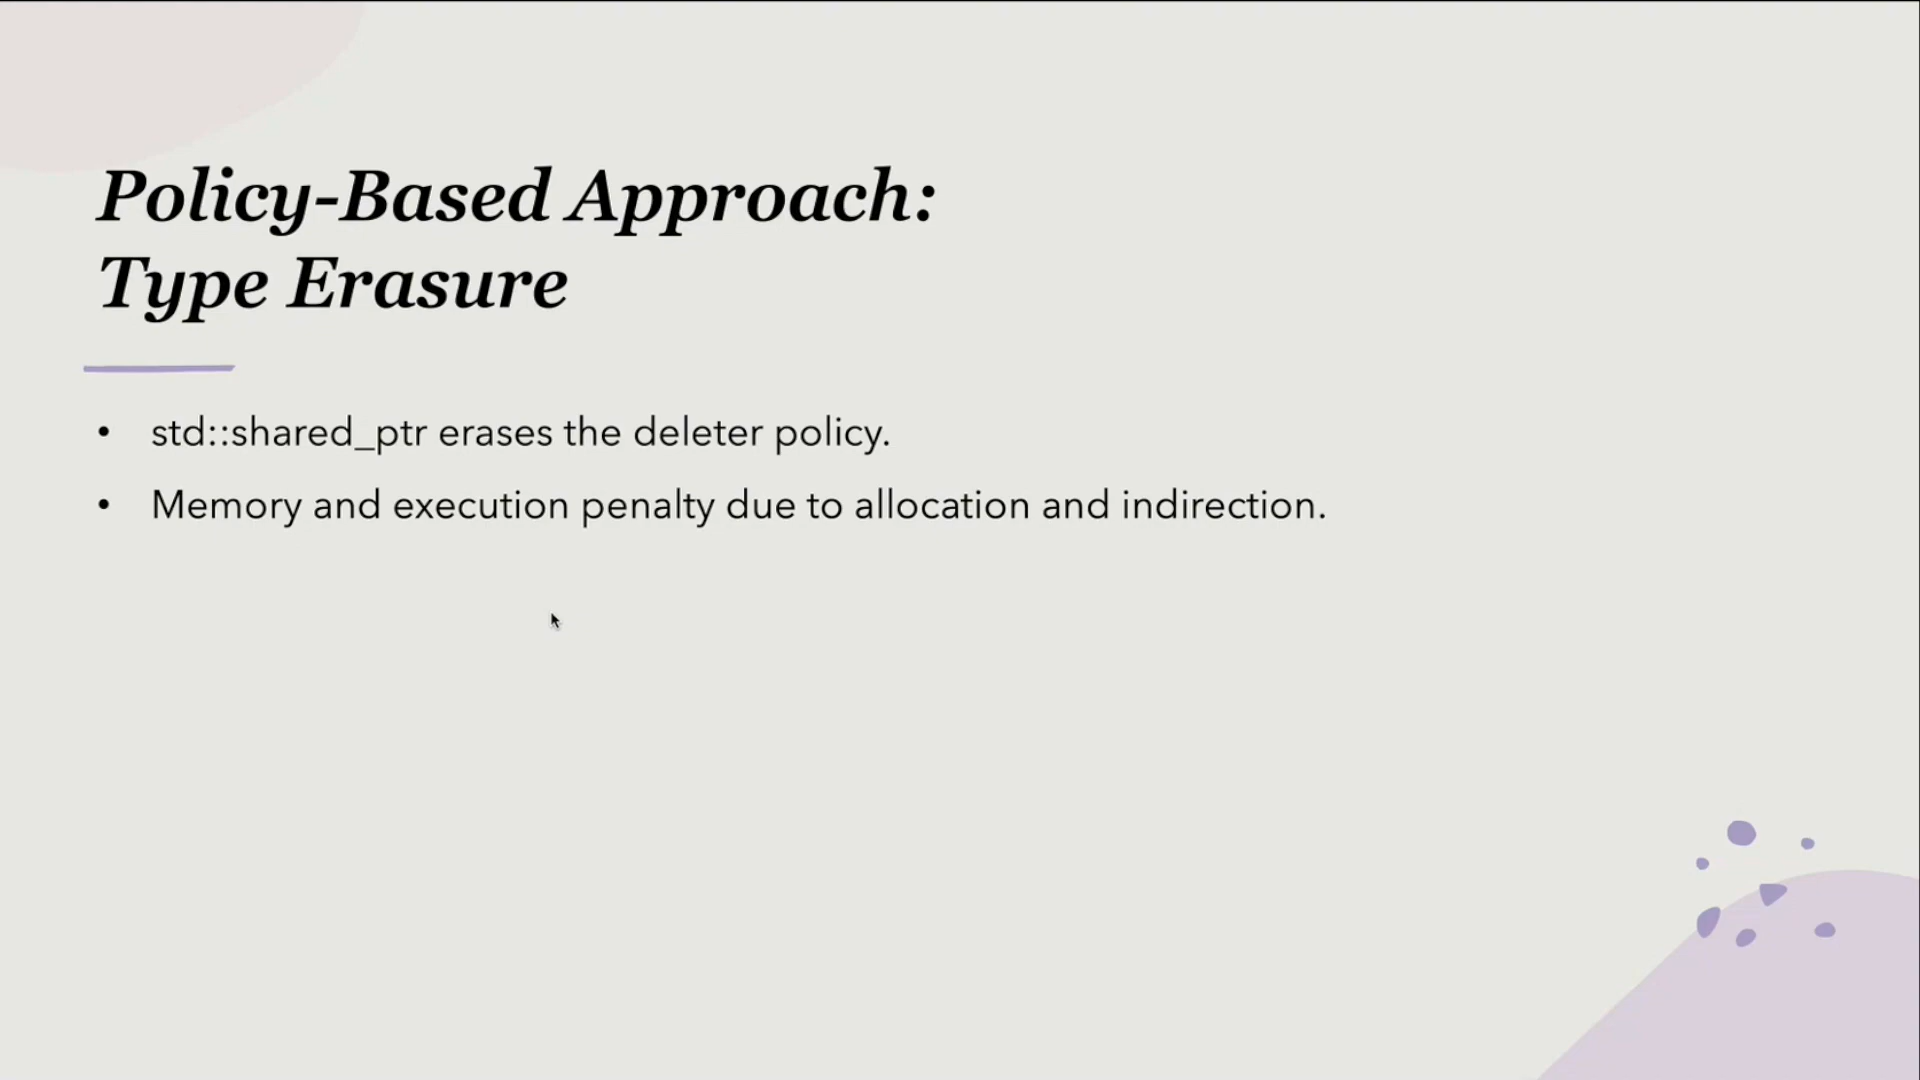 Policy-Based Approach:
Type Erasure
• std::shared_ptr erases the deleter policy.
• Memory and execution penalty due to allocation and indirection.